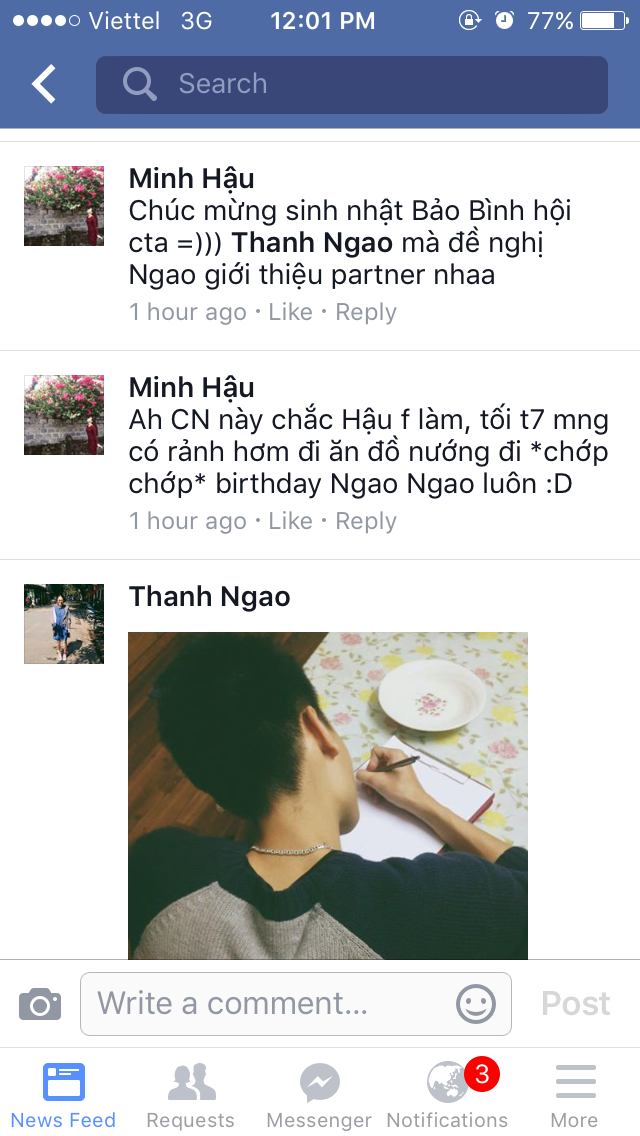 Viettel 3G 12:01 PM 77%
Search
Minh Hậu
Chúc mừng sinh nhật Bảo Bình hội
cta =))) Thanh Ngao mà đề nghị
Ngao giới thiệu partner nhaa
1 hour ago · Like · Reply
Minh Hậu
Ah CN này chắc Hậu f làm, tối t7 mng
có rảnh hơm đi ăn đồ nướng đi *chớp
chớp* birthday Ngao Ngao luôn :D
1 hour ago · Like · Reply
Thanh Ngao
Write a comment...
Post
3
News Feed Requests Messenger Notifications More